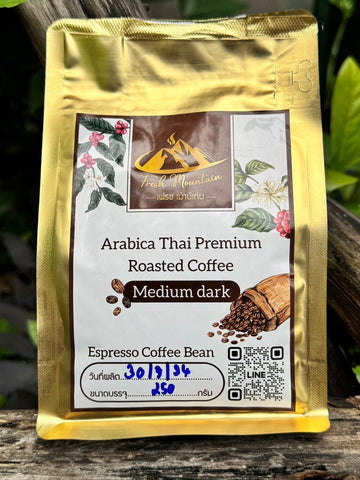 Fresh Mountain
เฟรช เม้าน์เท่น
Arabica Thai Premium
Roasted Coffee
Medium dark
Espresso Coffee Bean
วันที่ผลิต 30/7/34
ขนาดบรรจุ 250 กรัม
LINE